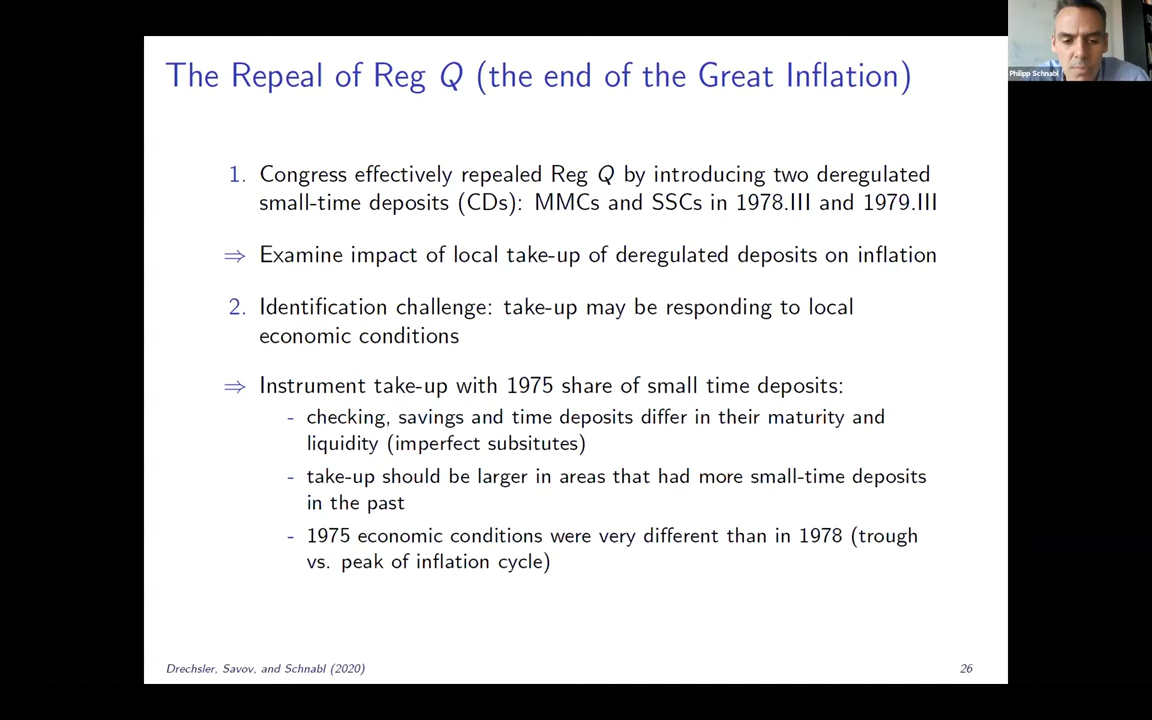 Philipp Schnabl
The Repeal of Reg Q (the end of the Great Inflation)
1. Congress effectively repealed Reg Q by introducing two deregulated
small-time deposits (CDs): MMCs and SSCs in 1978.III and 1979.III
⇒ Examine impact of local take-up of deregulated deposits on inflation
2. Identification challenge: take-up may be responding to local
economic conditions
⇒ Instrument take-up with 1975 share of small time deposits:
- checking, savings and time deposits differ in their maturity and
liquidity (imperfect subsitutes)
- take-up should be larger in areas that had more small-time deposits
in the past
- 1975 economic conditions were very different than in 1978 (trough
vs. peak of inflation cycle)
Drechsler, Savov, and Schnabl (2020)
26